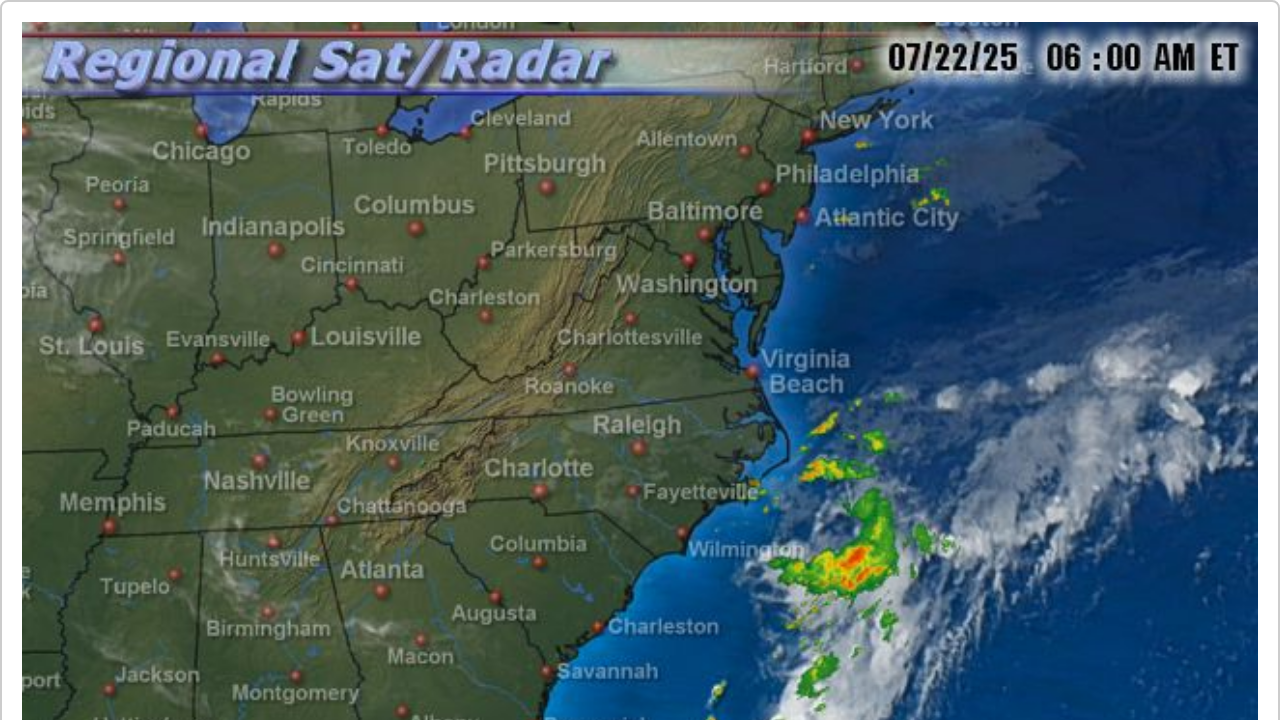 London
Boston
Regional Sat/Radar
07/22/25 06 :00 AM ET
Hartford
Rapids
Cleveland
New York
Chicago
Toledo
Allentown
Pittsburgh
Philadelphia
Peoria
Columbus
Baltimore
Atlantic City
Indianapolis
Springfield
Parkersburg
Cincinnati
Washington
Charleston
St. Louis
Evansville
Louisville
Charlottesville
Virginia
Beach
Roanoke
Bowling
Green
Paducah
Raleigh
Knoxville
Nashville
Charlotte
Fayetteville
Memphis
Chattanooga
Columbia
Wilmington
Huntsville
Atlanta
Tupelo
Augusta
Birmingham
Charleston
Macon
Savannah
Jackson
port
Montgomery